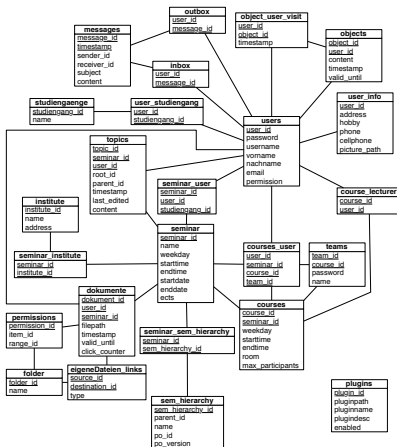 outbox
user_id
message_id
object_user_visit
user_id
object_id
timestamp
messages
message_id
timestamp
sender_id
receiver_id
subject
content
objects
object_id
user_id
content
timestamp
valid_until
inbox
user_id
message_id
studiengaenge
studiengang_id
name
user_studiengang
user_id
studiengang_id
user_info
user_id
address
hobby
phone
cellphone
picture_path
users
user_id
password
username
vorname
nachname
email
permission
topics
topic_id
seminar_id
user_id
root_id
parent_id
timestamp
last_edited
content
seminar_user
seminar_id
user_id
studiengang_id
course_lecturer
course_id
user_id
institute
institute_id
name
address
seminar
seminar_id
name
weekday
starttime
endtime
startdate
enddate
ects
courses_user
user_id
seminar_id
course_id
team_id
teams
team_id
course_id
password
name
seminar_institute
seminar_id
institute_id
dokumente
dokument_id
user_id
seminar_id
filepath
timestamp
valid_until
click_counter
courses
course_id
seminar_id
weekday
starttime
endtime
room
max_participants
permissions
permission_id
item_id
range_id
seminar_sem_hierarchy
seminar_id
sem_hierarchy_id
folder
folder_id
name
eigeneDateien_links
source_id
destination_id
type
sem_hierarchy
sem_hierarchy_id
parent_id
name
po_id
po_version
plugins
plugin_id
pluginpath
pluginname
plugindesc
enabled